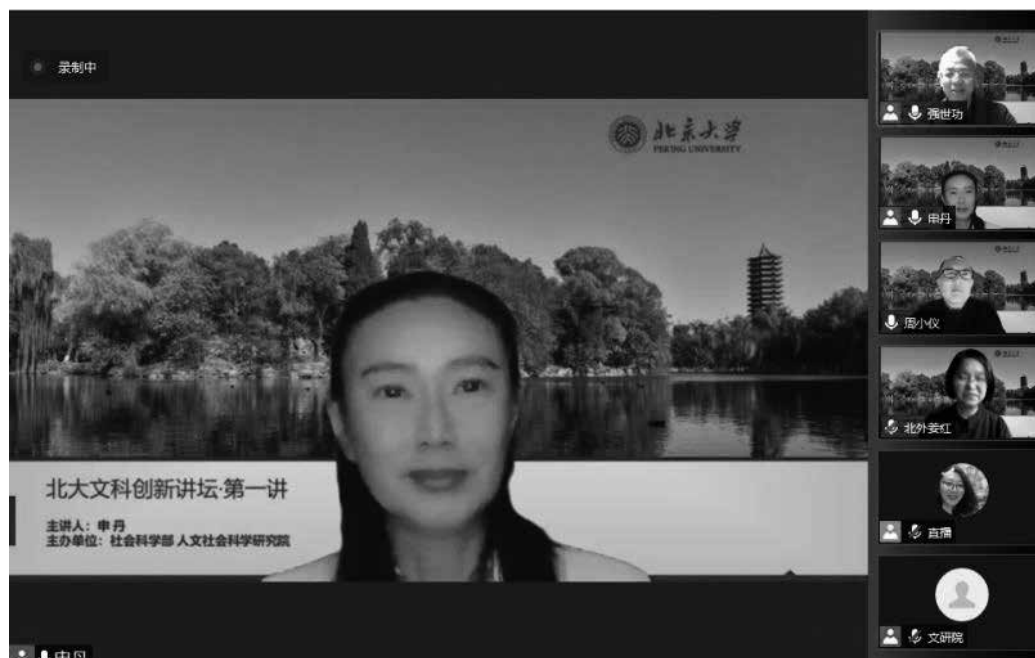 录制中
北京大学
PEKING UNIVERSITY
北大文科创新讲坛·第一讲
主讲人：申丹
主办单位：社会科学部 人文社会科学研究院
申丹
强世功
申丹
周小仪
北外姜红
直播
文研院